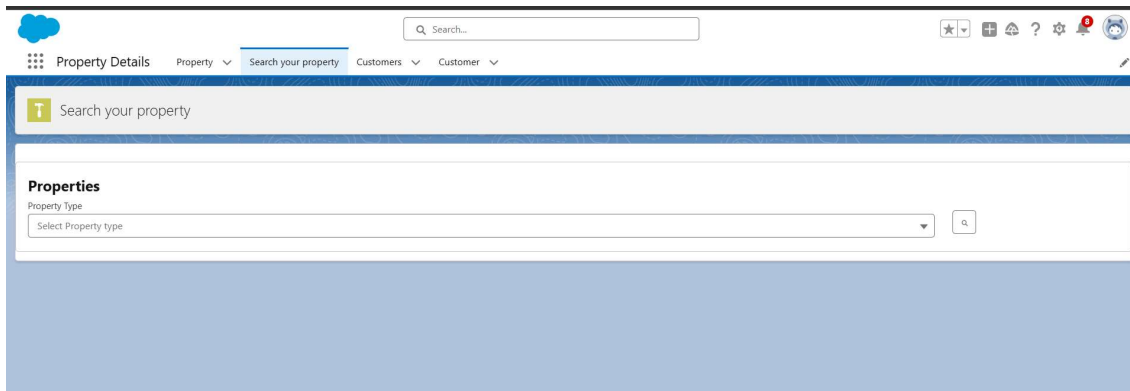 Search...
8
Property Details Property Search your property Customers Customer
Search your property
Properties
Property Type
Select Property type